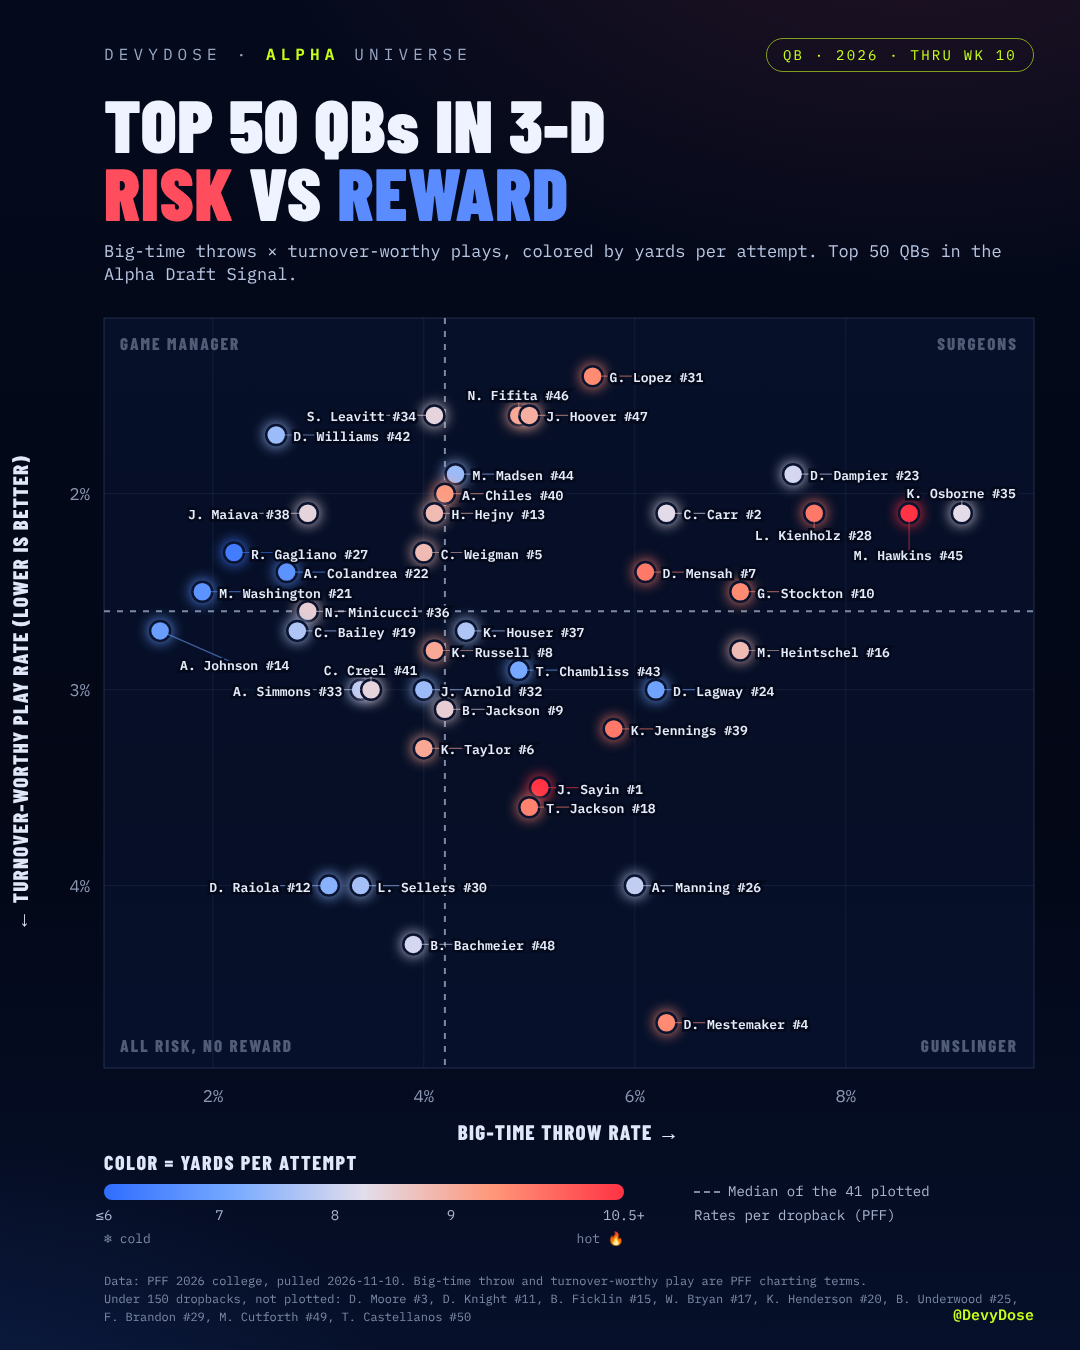 DEVYDOSE · ALPHA UNIVERSE
QB · 2026 · THRU WK 10
TOP 50 QBs IN 3-D
RISK VS REWARD
Big-time throws × turnover-worthy plays, colored by yards per attempt. Top 50 QBs in the
Alpha Draft Signal.
GAME MANAGER
SURGEONS
G. Lopez #31
N. Fifita #46
S. Leavitt #34
J. Hoover #47
D. Williams #42
M. Madsen #44
D. Dampier #23
2%
A. Chiles #40
K. Osborne #35
J. Maiava #38
H. Hejny #13
C. Carr #2
L. Kienholz #28
R. Gagliano #27
C. Weigman #5
M. Hawkins #45
A. Colandrea #22
D. Mensah #7
M. Washington #21
G. Stockton #10
N. Minicucci #36
C. Bailey #19
K. Houser #37
K. Russell #8
M. Heintschel #16
A. Johnson #14
C. Creel #41
T. Chambliss #43
3%
A. Simmons #33
J. Arnold #32
D. Lagway #24
B. Jackson #9
K. Jennings #39
K. Taylor #6
J. Sayin #1
T. Jackson #18
4%
D. Raiola #12
L. Sellers #30
A. Manning #26
B. Bachmeier #48
D. Mestemaker #4
ALL RISK, NO REWARD
GUNSLINGER
← TURNOVER-WORTHY PLAY RATE (LOWER IS BETTER)
2%
4%
6%
8%
BIG-TIME THROW RATE →
COLOR = YARDS PER ATTEMPT
≤6
7
8
9
10.5+
❄ cold
hot 🔥
Median of the 41 plotted
Rates per dropback (PFF)
Data: PFF 2026 college, pulled 2026-11-10. Big-time throw and turnover-worthy play are PFF charting terms.
Under 150 dropbacks, not plotted: D. Moore #3, D. Knight #11, B. Ficklin #15, W. Bryan #17, K. Henderson #20, B. Underwood #25,
F. Brandon #29, M. Cutforth #49, T. Castellanos #50
@DevyDose